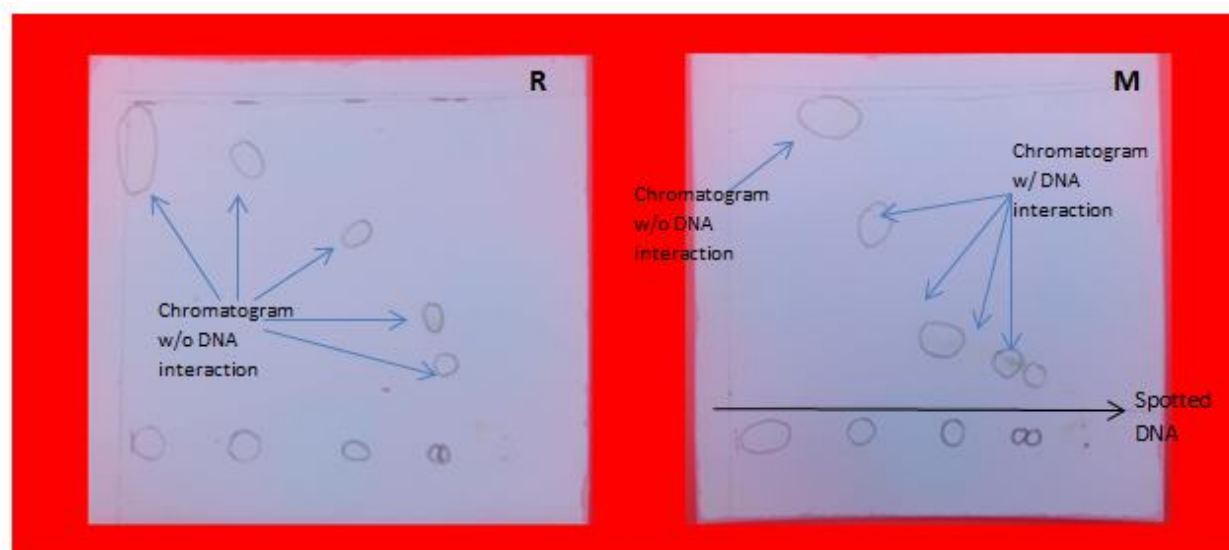 R
Chromatogram
w/o DNA
interaction
M
Chromatogram
w/o DNA
interaction
Chromatogram
w/ DNA
interaction
Spotted
DNA